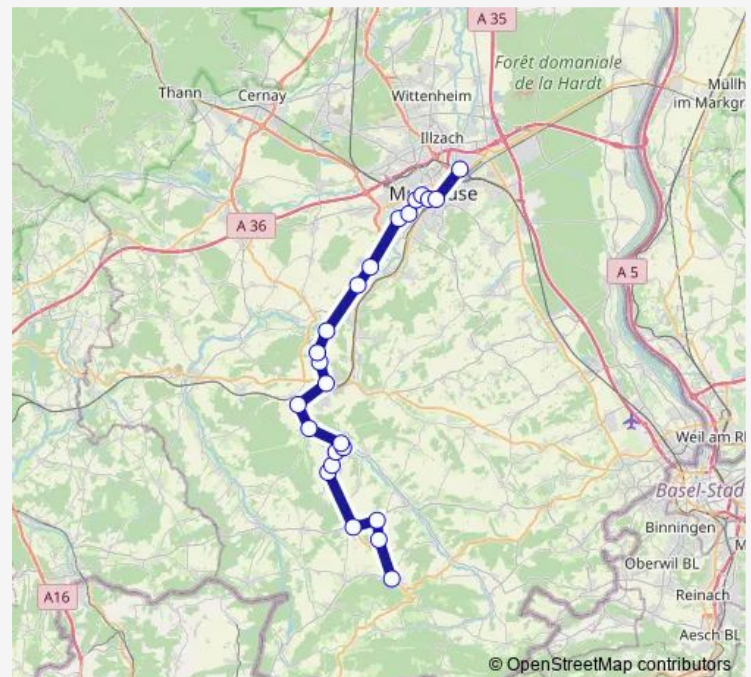 A 35
Forêt domaniale
de la Hardt
Thann
Cernay
Wittenheim
Müllh
im Markgr
Illzach
A 36
A 5
Weil am Rh
Basel-Stad
Binningen
Oberwil BL
A16
Reinach
Aesch BL
© OpenStreetMap contributors